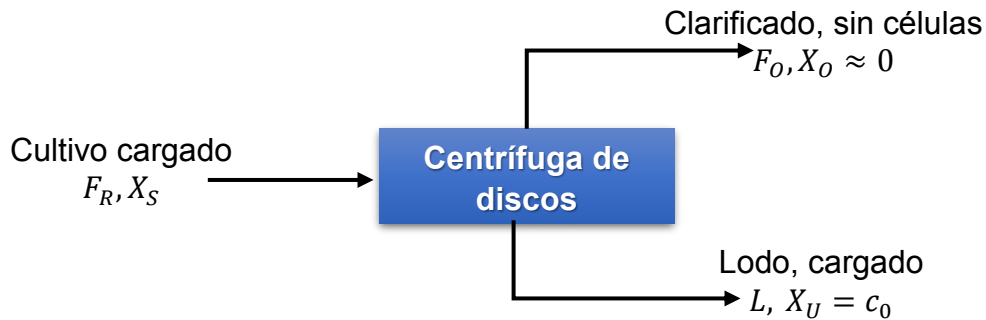 Clarificado, sin células
F_O, X_O ≈ 0
Cultivo cargado
F_R, X_S
Centrífuga de
discos
Lodo, cargado
L, X_U = c_0